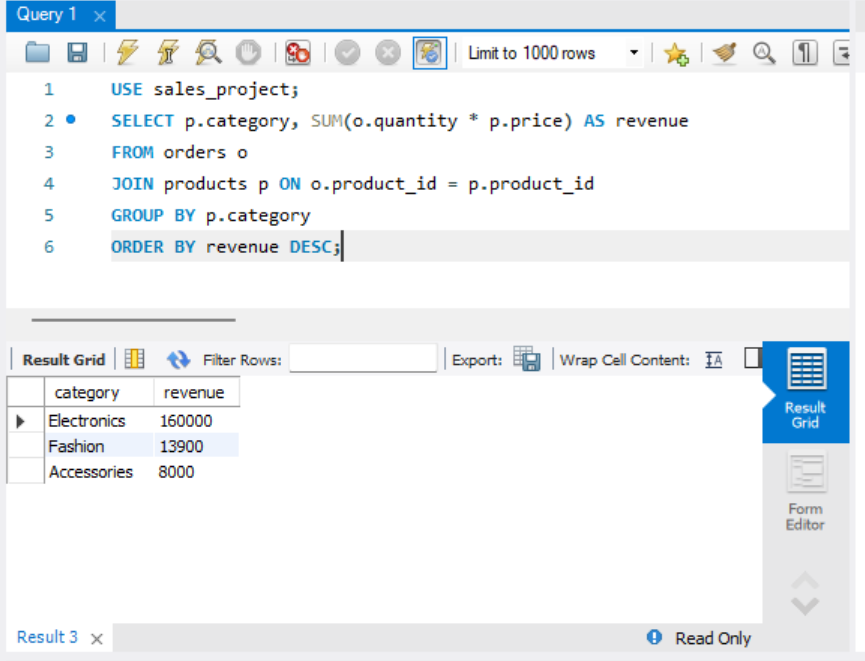 Query 1
Limit to 1000 rows
1 USE sales_project;
2 SELECT p.category, SUM(o.quantity * p.price) AS revenue
3 FROM orders o
4 JOIN products p ON o.product_id = p.product_id
5 GROUP BY p.category
6 ORDER BY revenue DESC;
Result Grid Filter Rows: Export: Wrap Cell Content:
category revenue
Electronics 160000
Fashion 13900
Accessories 8000
Result
Grid
Form
Editor
Result 3 Read Only